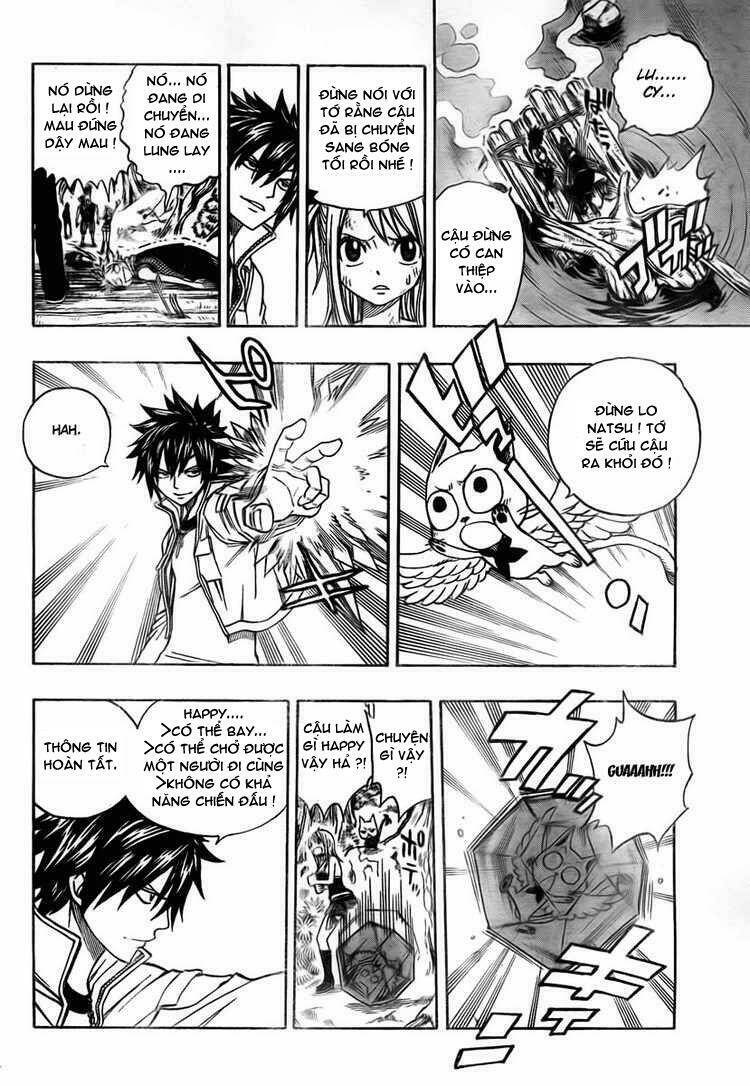 LU......
CY...
CẬU ĐỪNG
CÓ CAN
THIỆP
VÀO...
ĐỪNG NÓI VỚI
TỚ RẰNG CẬU
ĐÃ BỊ CHUYỂN
SANG BÓNG
TỐI RỒI NHÉ !
NÓ... NÓ
ĐANG DI
CHUYỂN...
NÓ ĐANG
LUNG LAY
....
NÓ DỪNG
LẠI RỒI !
MAU ĐỨNG
DẬY MAU !
ĐỪNG LO
NATSU ! TỚ
SẼ CỨU CẬU
RA KHỎI ĐÓ !
HAH.
GUAAAHH!!!
CHUYỆN
GÌ VẬY
?!
CẬU LÀM
GÌ HAPPY
VẬY HẢ ?!
HAPPY....
>CÓ THỂ BAY...
>CÓ THỂ CHỞ ĐƯỢC
MỘT NGƯỜI ĐI CÙNG
>KHÔNG CÓ KHẢ
NĂNG CHIẾN ĐẤU !
THÔNG TIN
HOÀN TẤT.